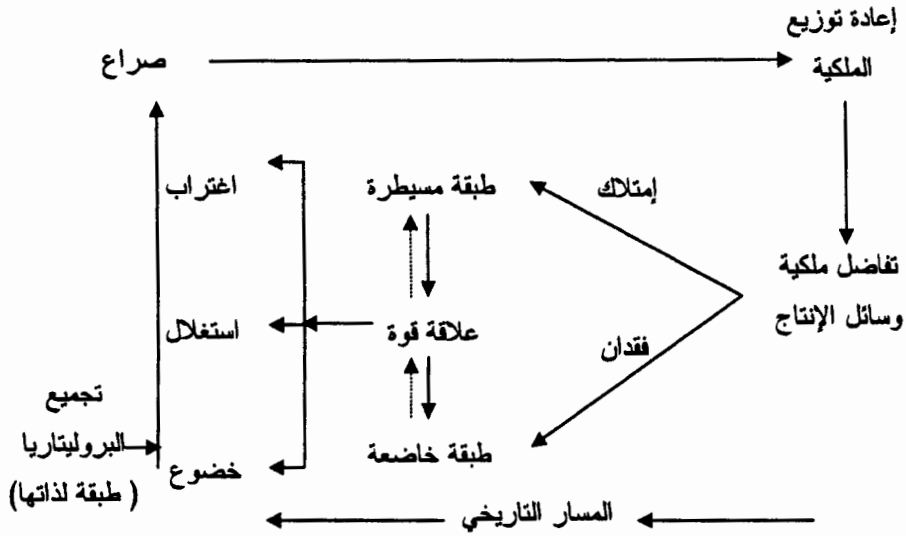 إعادة توزيع
الملكية
صراع
اغتراب
طبقة مسيطرة
إمتلاك
تفاضل ملكية
وسائل الإنتاج
استغلال
علاقة قوة
فقدان
تجميع
البروليتاريا
(طبقة لذاتها)
خضوع
طبقة خاضعة
المسار التاريخي